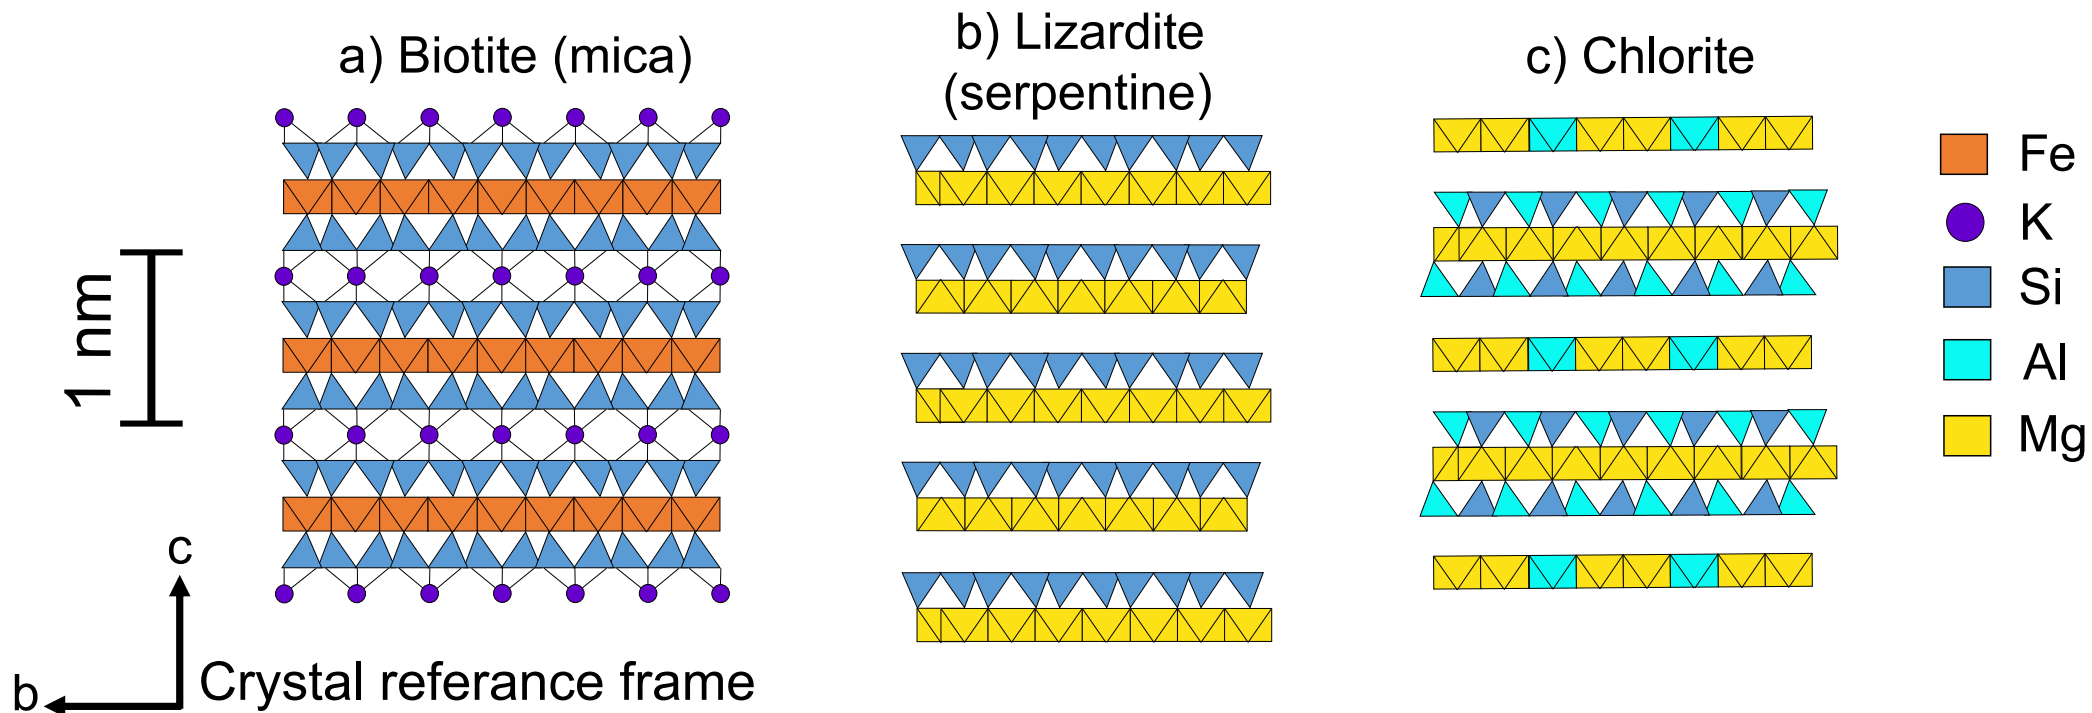 a) Biotite (mica)
b) Lizardite
(serpentine)
c) Chlorite
Fe
K
Si
Al
Mg
1 nm
c
b
Crystal referance frame